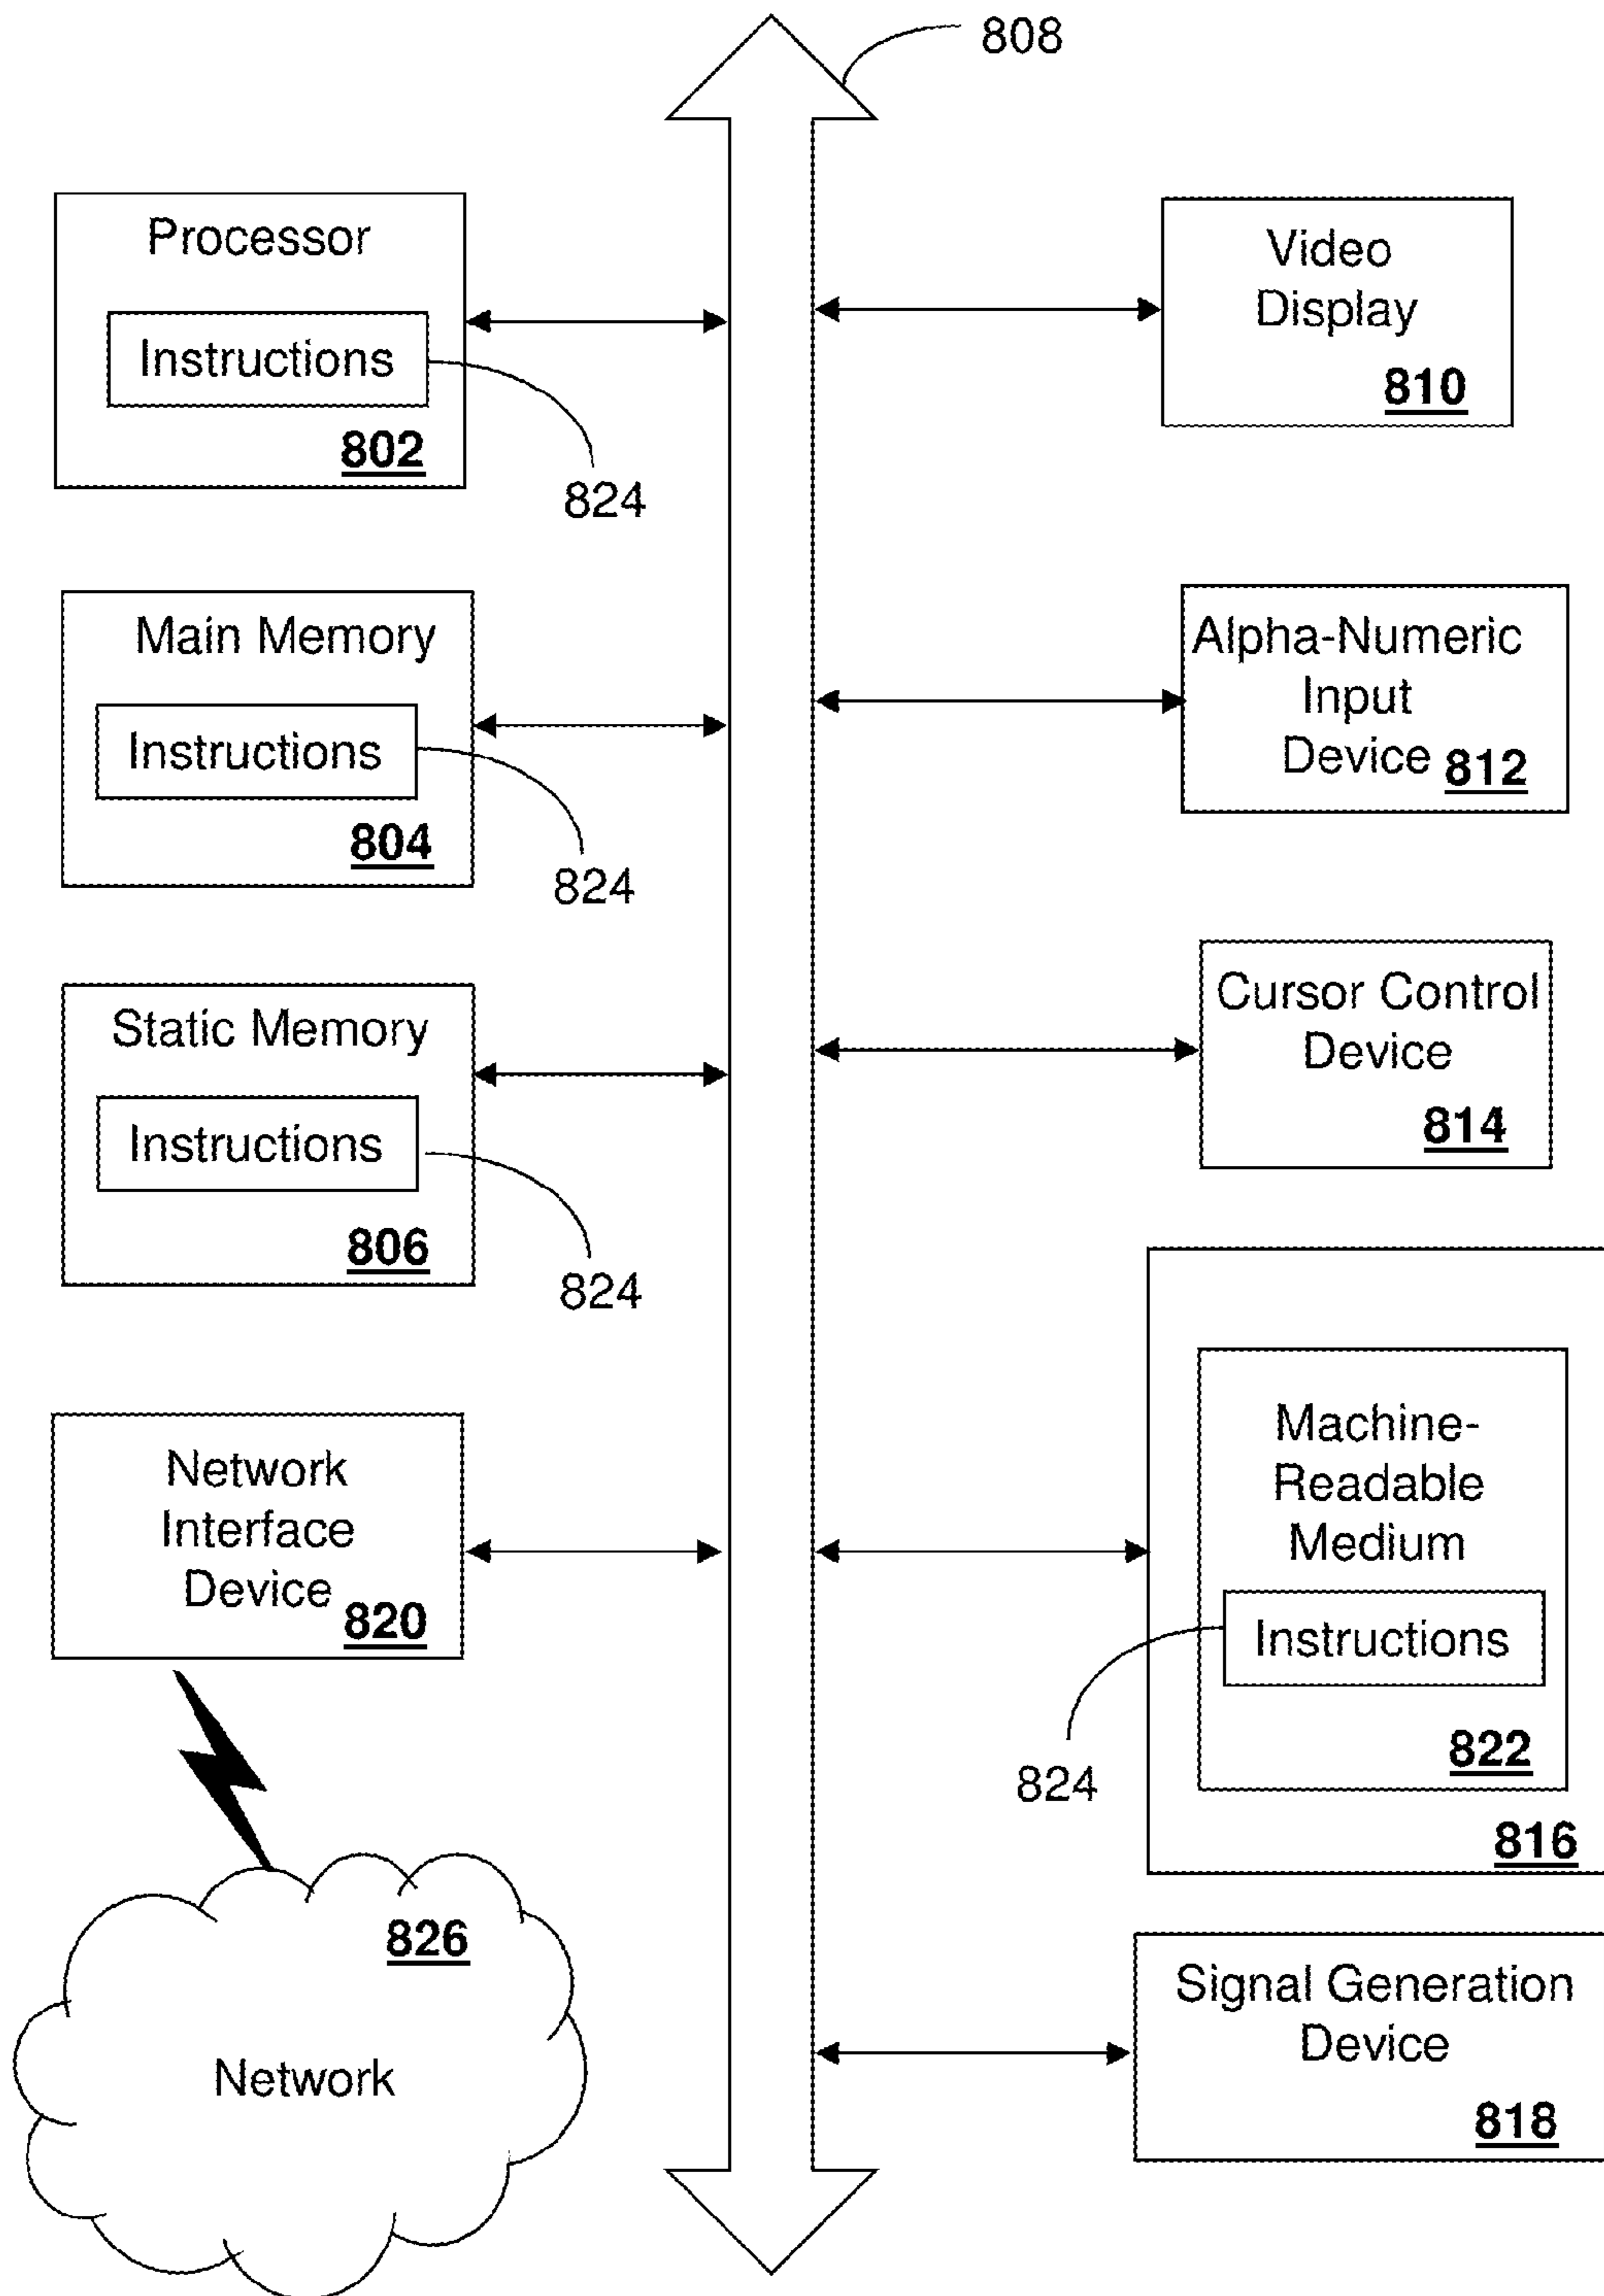 808
Processor
Instructions
802
824
Main Memory
Instructions
804
824
Static Memory
Instructions
806
824
Network
Interface
Device
820
826
Network
Video
Display
810
Alpha-Numeric
Input
Device 812
Cursor Control
Device
814
Machine-
Readable
Medium
Instructions
822
824
816
Signal Generation
Device
818